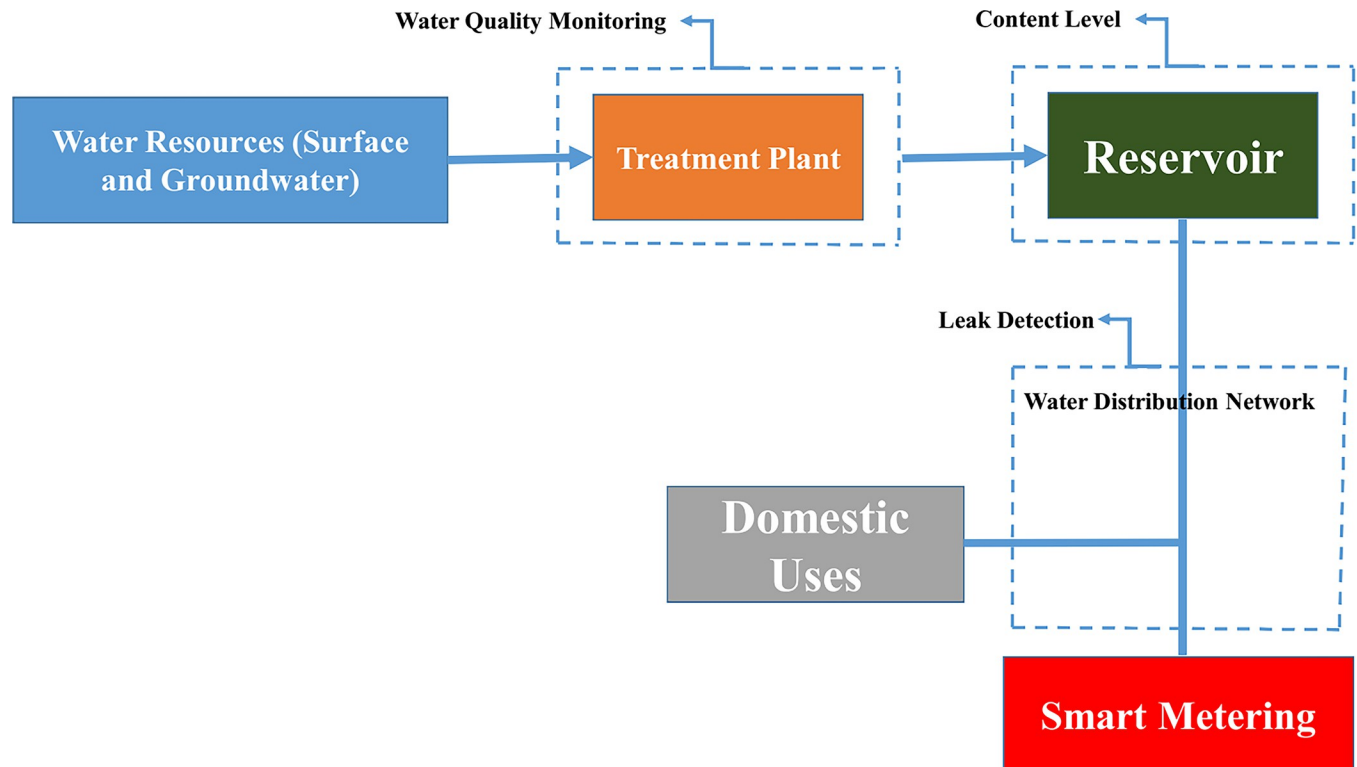 Water Quality Monitoring
Content Level
Water Resources (Surface
and Groundwater)
Treatment Plant
Reservoir
Leak Detection
Water Distribution Network
Domestic
Uses
Smart Metering